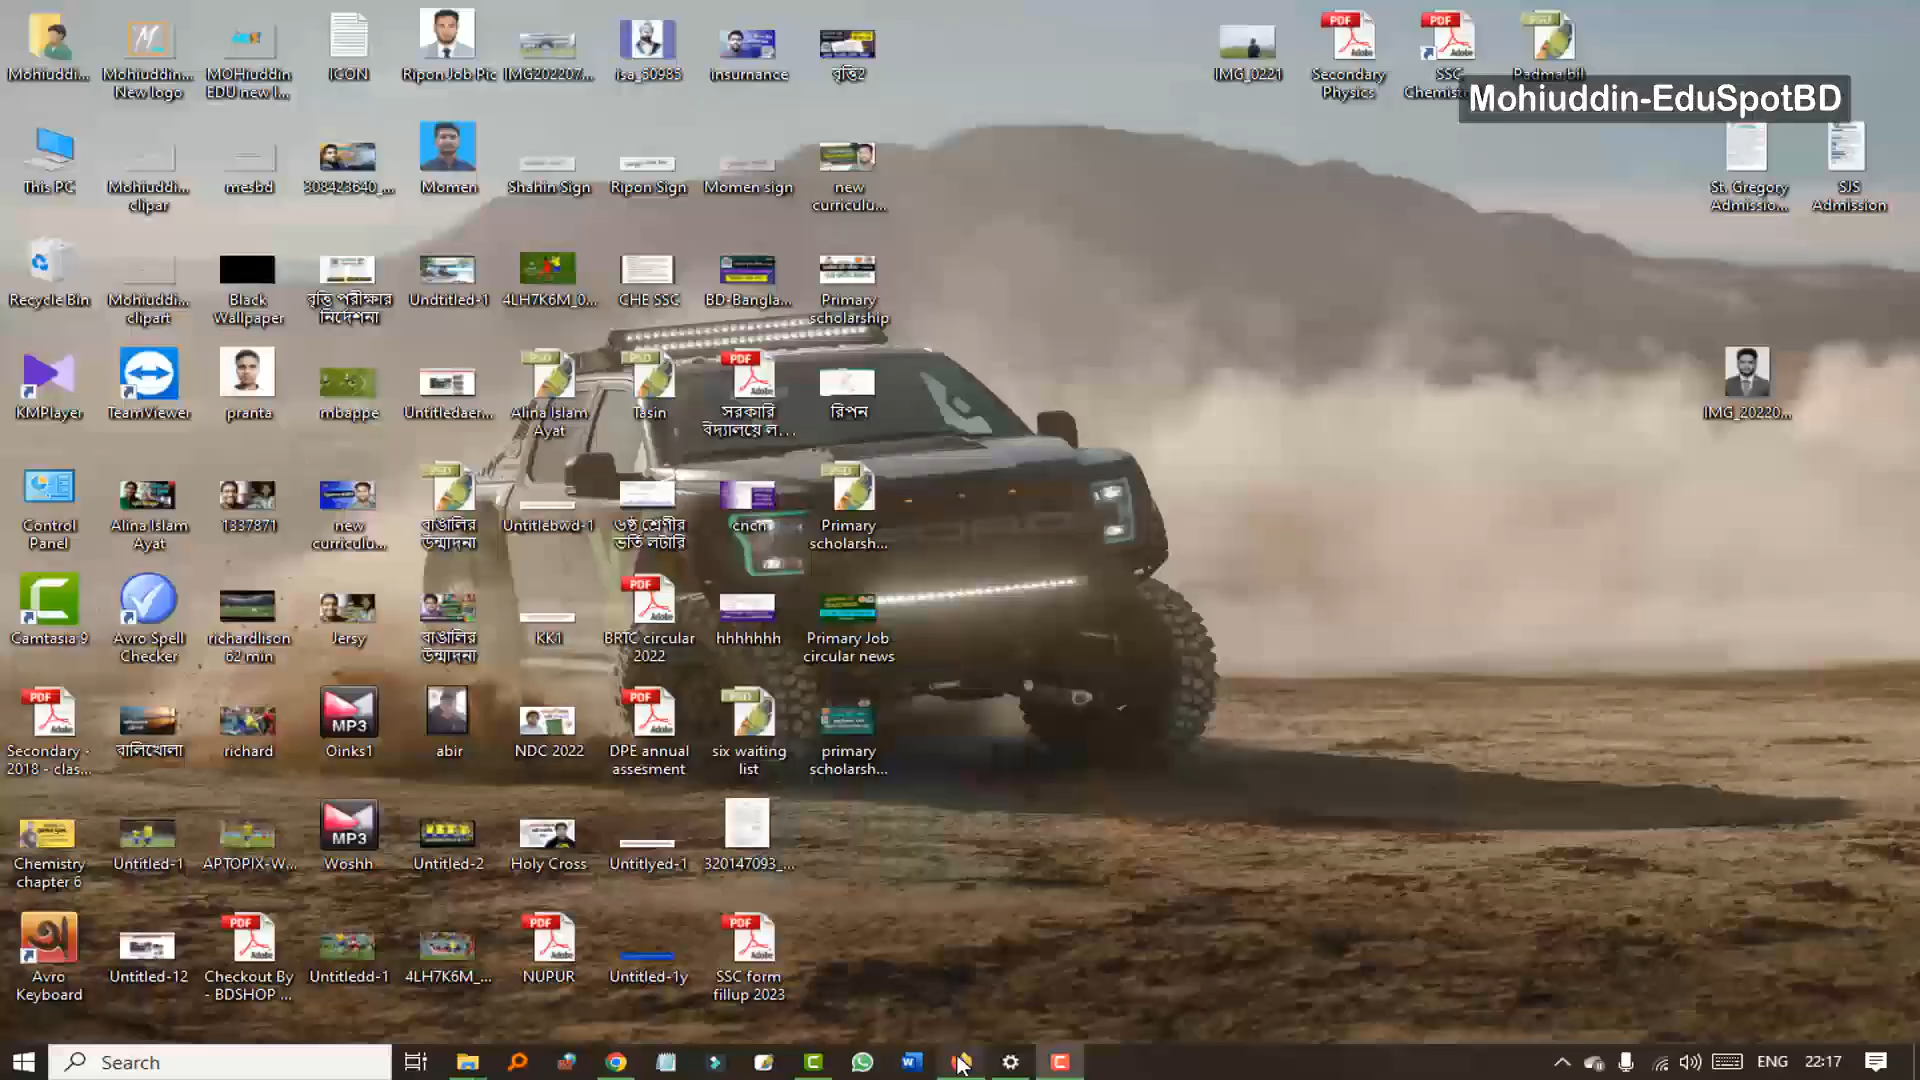 Mohiuddi...
Mohiuddin...
New logo
MOHiuddin
EDU new l...
ICON
Ripon Job Pic
IMG202207...
isa_50985
insurnance
বৃত্তি2
IMG_0221
Secondary
Physics
SSC
Chemist
Padma bil
Mohiuddin-EduSpotBD
This PC
Mohiuddi...
clipar
mesbd
308423640_...
Momen
Shahin Sign
Ripon Sign
Momen sign
new
curriculu...
St. Gregory
Admissio...
SJS
Admission
Recycle Bin
Mohiuddi...
clipart
Black
Wallpaper
বৃত্তি পরীক্ষার
নির্দেশনা
Undtitled-1
4LH7K6M_0...
CHE SSC
BD-Bangla...
Primary
scholarship
KMPlayer
TeamViewer
pranta
mbappe
Untitledaer...
Alina Islam
Ayat
Tasin
সরকারি
বিদ্যালয়ে ল...
রিপন
IMG_20220...
Control
Panel
Alina Islam
Ayat
1337871
new
curriculu...
বাঙালির
উন্মাদনা
Untitlebwd-1
৬ষ্ঠ শ্রেণীর
ভর্তি লটারি
cncn
Primary
scholarsh...
Camtasia 9
Avro Spell
Checker
richardlison
62 min
Jersy
বাঙালির
উন্মাদনা
KK1
BRTC circular
2022
hhhhhhh
Primary Job
circular news
Secondary -
2018 - clas...
বালিখোলা
richard
Oinks1
abir
NDC 2022
DPE annual
assesment
six waiting
list
primary
scholarsh...
Chemistry
chapter 6
Untitled-1
APTOPIX-W...
Woshh
Untitled-2
Holy Cross
Untitlyed-1
320147093_...
Avro
Keyboard
Untitled-12
Checkout By
- BDSHOP ...
Untitledd-1
4LH7K6M_...
NUPUR
Untitled-1y
SSC form
fillup 2023
Search
ENG
22:17